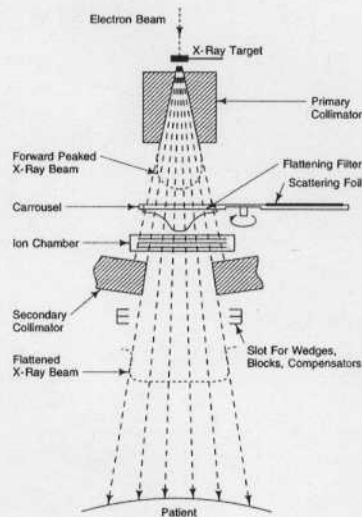 Electron Beam
X-Ray Target
Primary
Collimator
Forward Peaked
X-Ray Beam
Flattening Filter
Scattering Foil
Carrousel
Ion Chamber
Secondary
Collimator
Slot For Wedges,
Blocks, Compensators
Flattened
X-Ray Beam
Patient